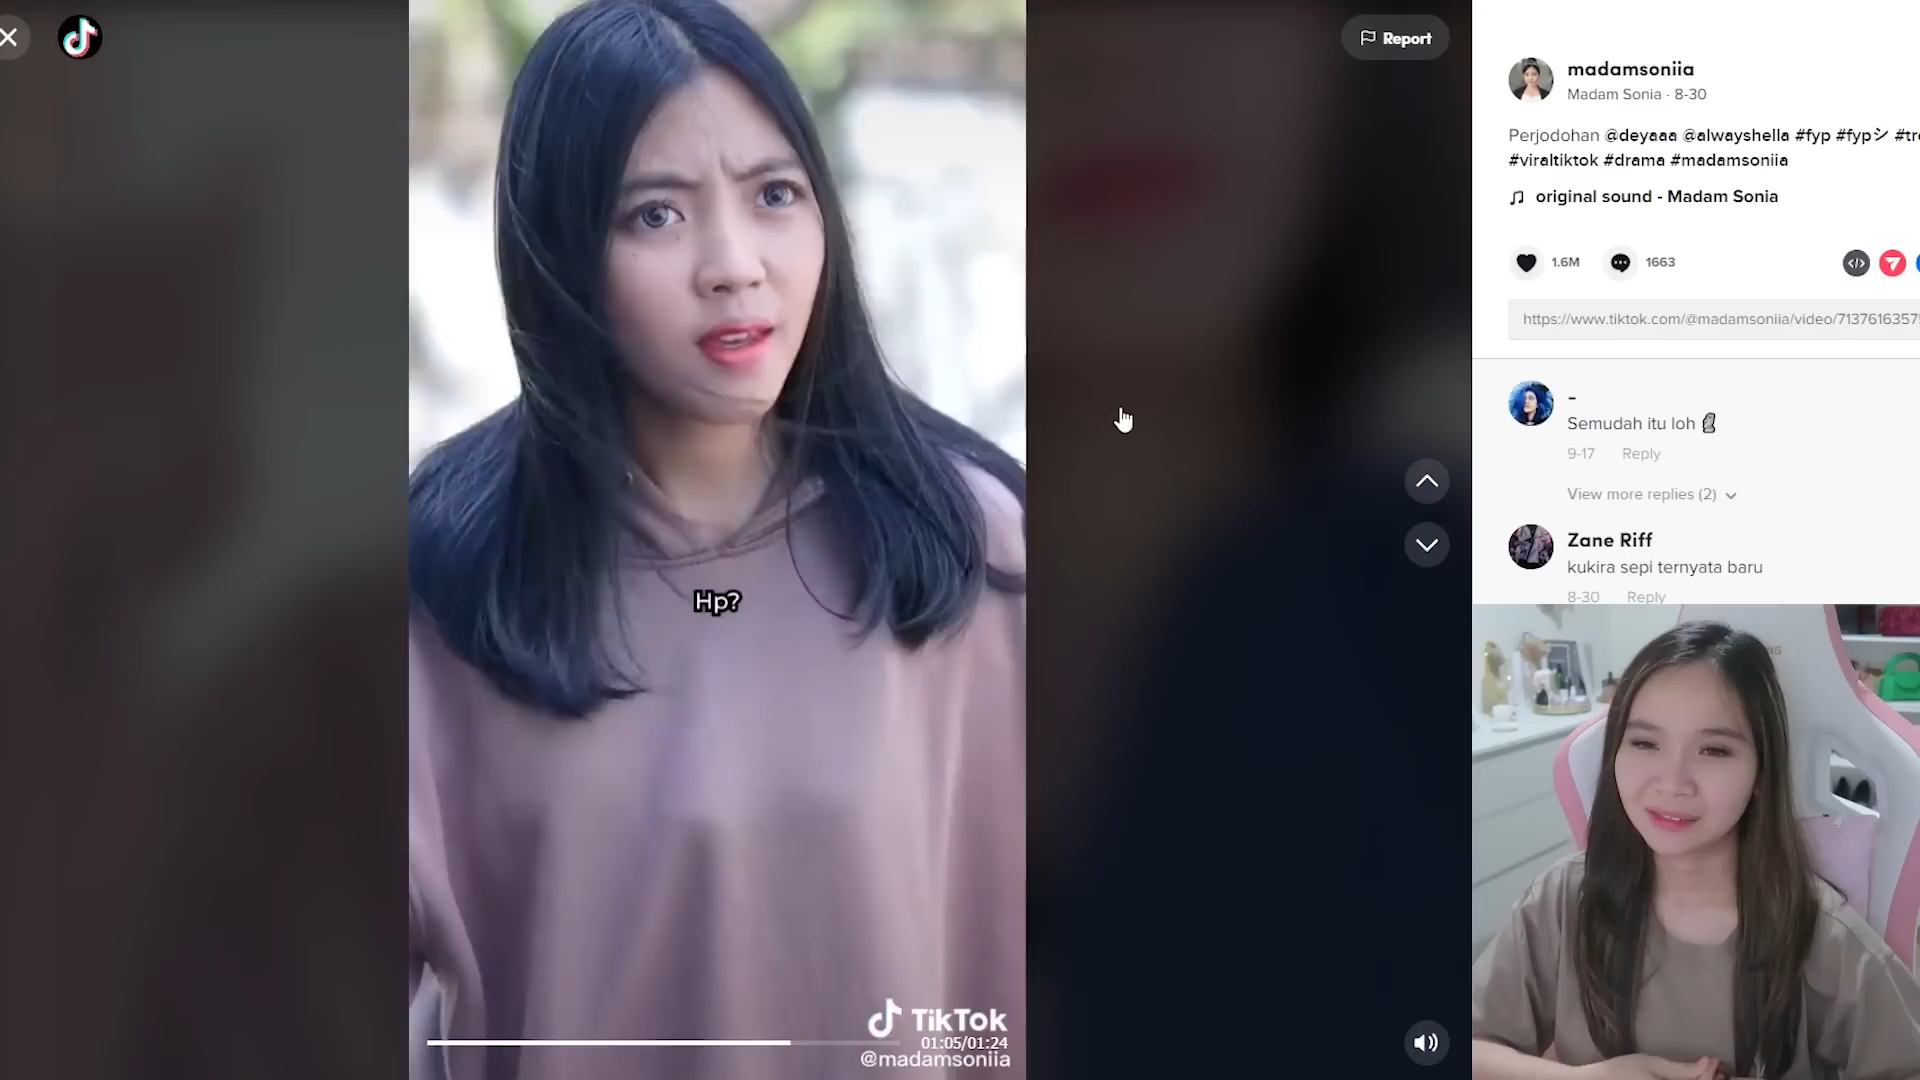 Report
Hp?
TikTok
01:05/01:24
@madamsoniia
madamsoniia
Madam Sonia · 8-30
Perjodohan @deyaaa @alwayshella #fyp #fypシ #tre
#viraltiktok #drama #madamsoniia
original sound - Madam Sonia
1.6M
1663
https://www.tiktok.com/@madamsoniia/video/7137616357
-
Semudah itu loh 🗿
9-17 Reply
View more replies (2)
Zane Riff
kukira sepi ternyata baru
8-30 Reply